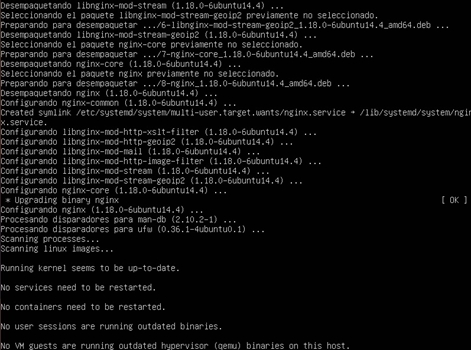 Desempaquetando libnginx-mod-stream (1.18.0-6ubuntu14.4) ...
Seleccionando el paquete libnginx-mod-stream-geoip2 previamente no seleccionado.
Preparando para desempaquetar .../6-libnginx-mod-stream-geoip2_1.18.0-6ubuntu14.4_amd64.deb ...
Desempaquetando libnginx-mod-stream-geoip2 (1.18.0-6ubuntu14.4) ...
Seleccionando el paquete nginx-core previamente no seleccionado.
Preparando para desempaquetar .../7-nginx-core_1.18.0-6ubuntu14.4_amd64.deb ...
Desempaquetando nginx-core (1.18.0-6ubuntu14.4) ...
Seleccionando el paquete nginx previamente no seleccionado.
Preparando para desempaquetar .../8-nginx_1.18.0-6ubuntu14.4_amd64.deb ...
Desempaquetando nginx (1.18.0-6ubuntu14.4) ...
Configurando nginx-common (1.18.0-6ubuntu14.4) ...
Created symlink /etc/systemd/system/multi-user.target.wants/nginx.service → /lib/systemd/system/ngin
x.service.
Configurando libnginx-mod-http-xslt-filter (1.18.0-6ubuntu14.4) ...
Configurando libnginx-mod-http-geoip2 (1.18.0-6ubuntu14.4) ...
Configurando libnginx-mod-mail (1.18.0-6ubuntu14.4) ...
Configurando libnginx-mod-http-image-filter (1.18.0-6ubuntu14.4) ...
Configurando libnginx-mod-stream (1.18.0-6ubuntu14.4) ...
Configurando libnginx-mod-stream-geoip2 (1.18.0-6ubuntu14.4) ...
Configurando nginx-core (1.18.0-6ubuntu14.4) ...
* Upgrading binary nginx [ OK ]
Configurando nginx (1.18.0-6ubuntu14.4) ...
Procesando disparadores para man-db (2.10.2-1) ...
Procesando disparadores para ufw (0.36.1-4ubuntu0.1) ...
Scanning processes...
Scanning linux images...
Running kernel seems to be up-to-date.
No services need to be restarted.
No containers need to be restarted.
No user sessions are running outdated binaries.
No VM guests are running outdated hypervisor (qemu) binaries on this host.